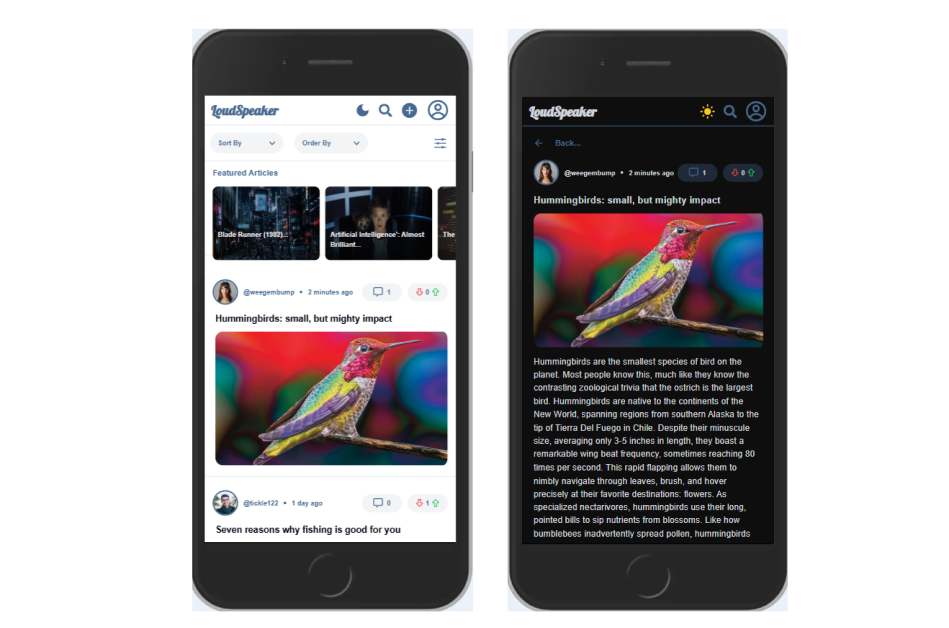 LoudSpeaker
Sort By
Order By
Featured Articles
Blade Runner (1982)...
Artificial Intelligence': Almost
Brilliant...
The
@weegembump • 2 minutes ago
1
0
Hummingbirds: small, but mighty impact
@tickle122 • 1 day ago
0
1
Seven reasons why fishing is good for you
LoudSpeaker
Back...
@weegembump • 2 minutes ago
1
0
Hummingbirds: small, but mighty impact
Hummingbirds are the smallest species of bird on the
planet. Most people know this, much like they know the
contrasting zoological trivia that the ostrich is the largest
bird. Hummingbirds are native to the continents of the
New World, spanning regions from southern Alaska to the
tip of Tierra Del Fuego in Chile. Despite their minuscule
size, averaging only 3-5 inches in length, they boast a
remarkable wing beat frequency, sometimes reaching 80
times per second. This rapid flapping allows them to
nimbly navigate through leaves, brush, and hover
precisely at their favorite destinations: flowers. As
specialized nectarivores, hummingbirds use their long,
pointed bills to sip nutrients from blossoms. Like how
bumblebees inadvertently spread pollen, hummingbirds